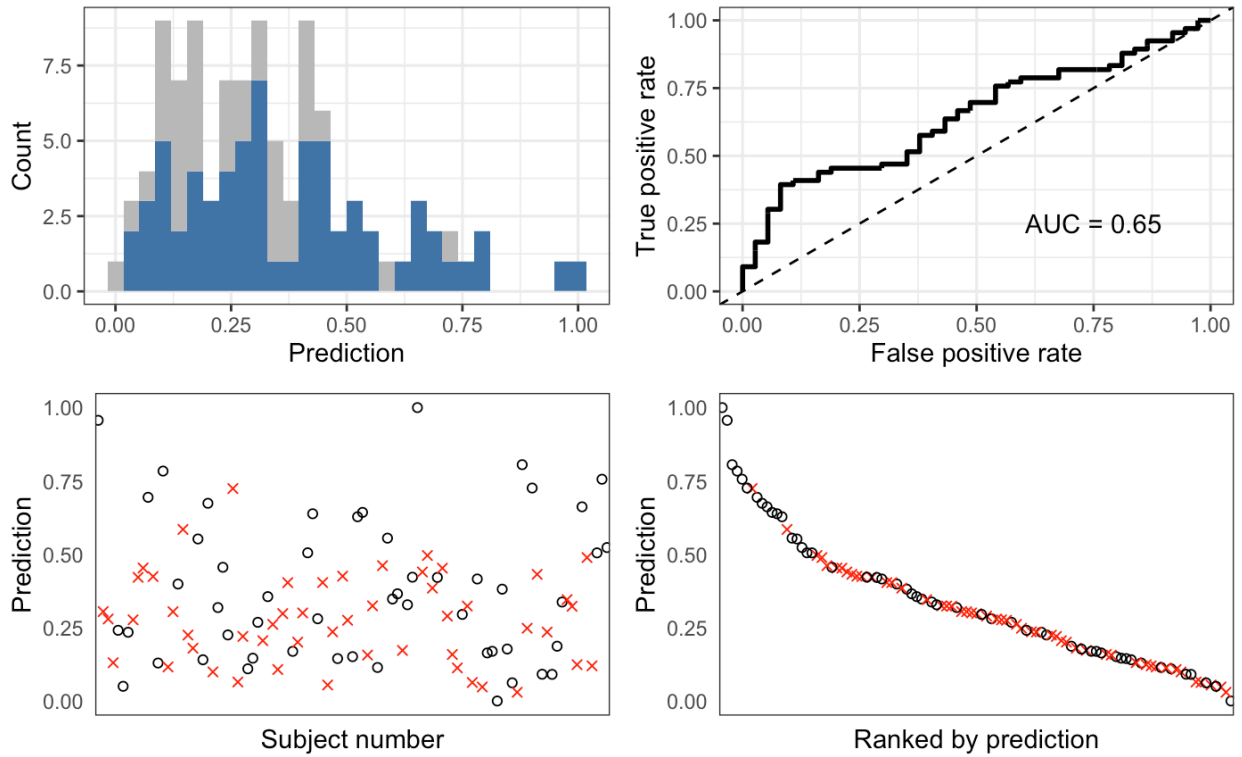 7.5
5.0
2.5
0.0
Count
0.00 0.25 0.50 0.75 1.00
Prediction
1.00
0.75
0.50
0.25
0.00
True positive rate
AUC = 0.65
0.00 0.25 0.50 0.75 1.00
False positive rate
1.00
0.75
0.50
0.25
0.00
Prediction
Subject number
1.00
0.75
0.50
0.25
0.00
Prediction
Ranked by prediction